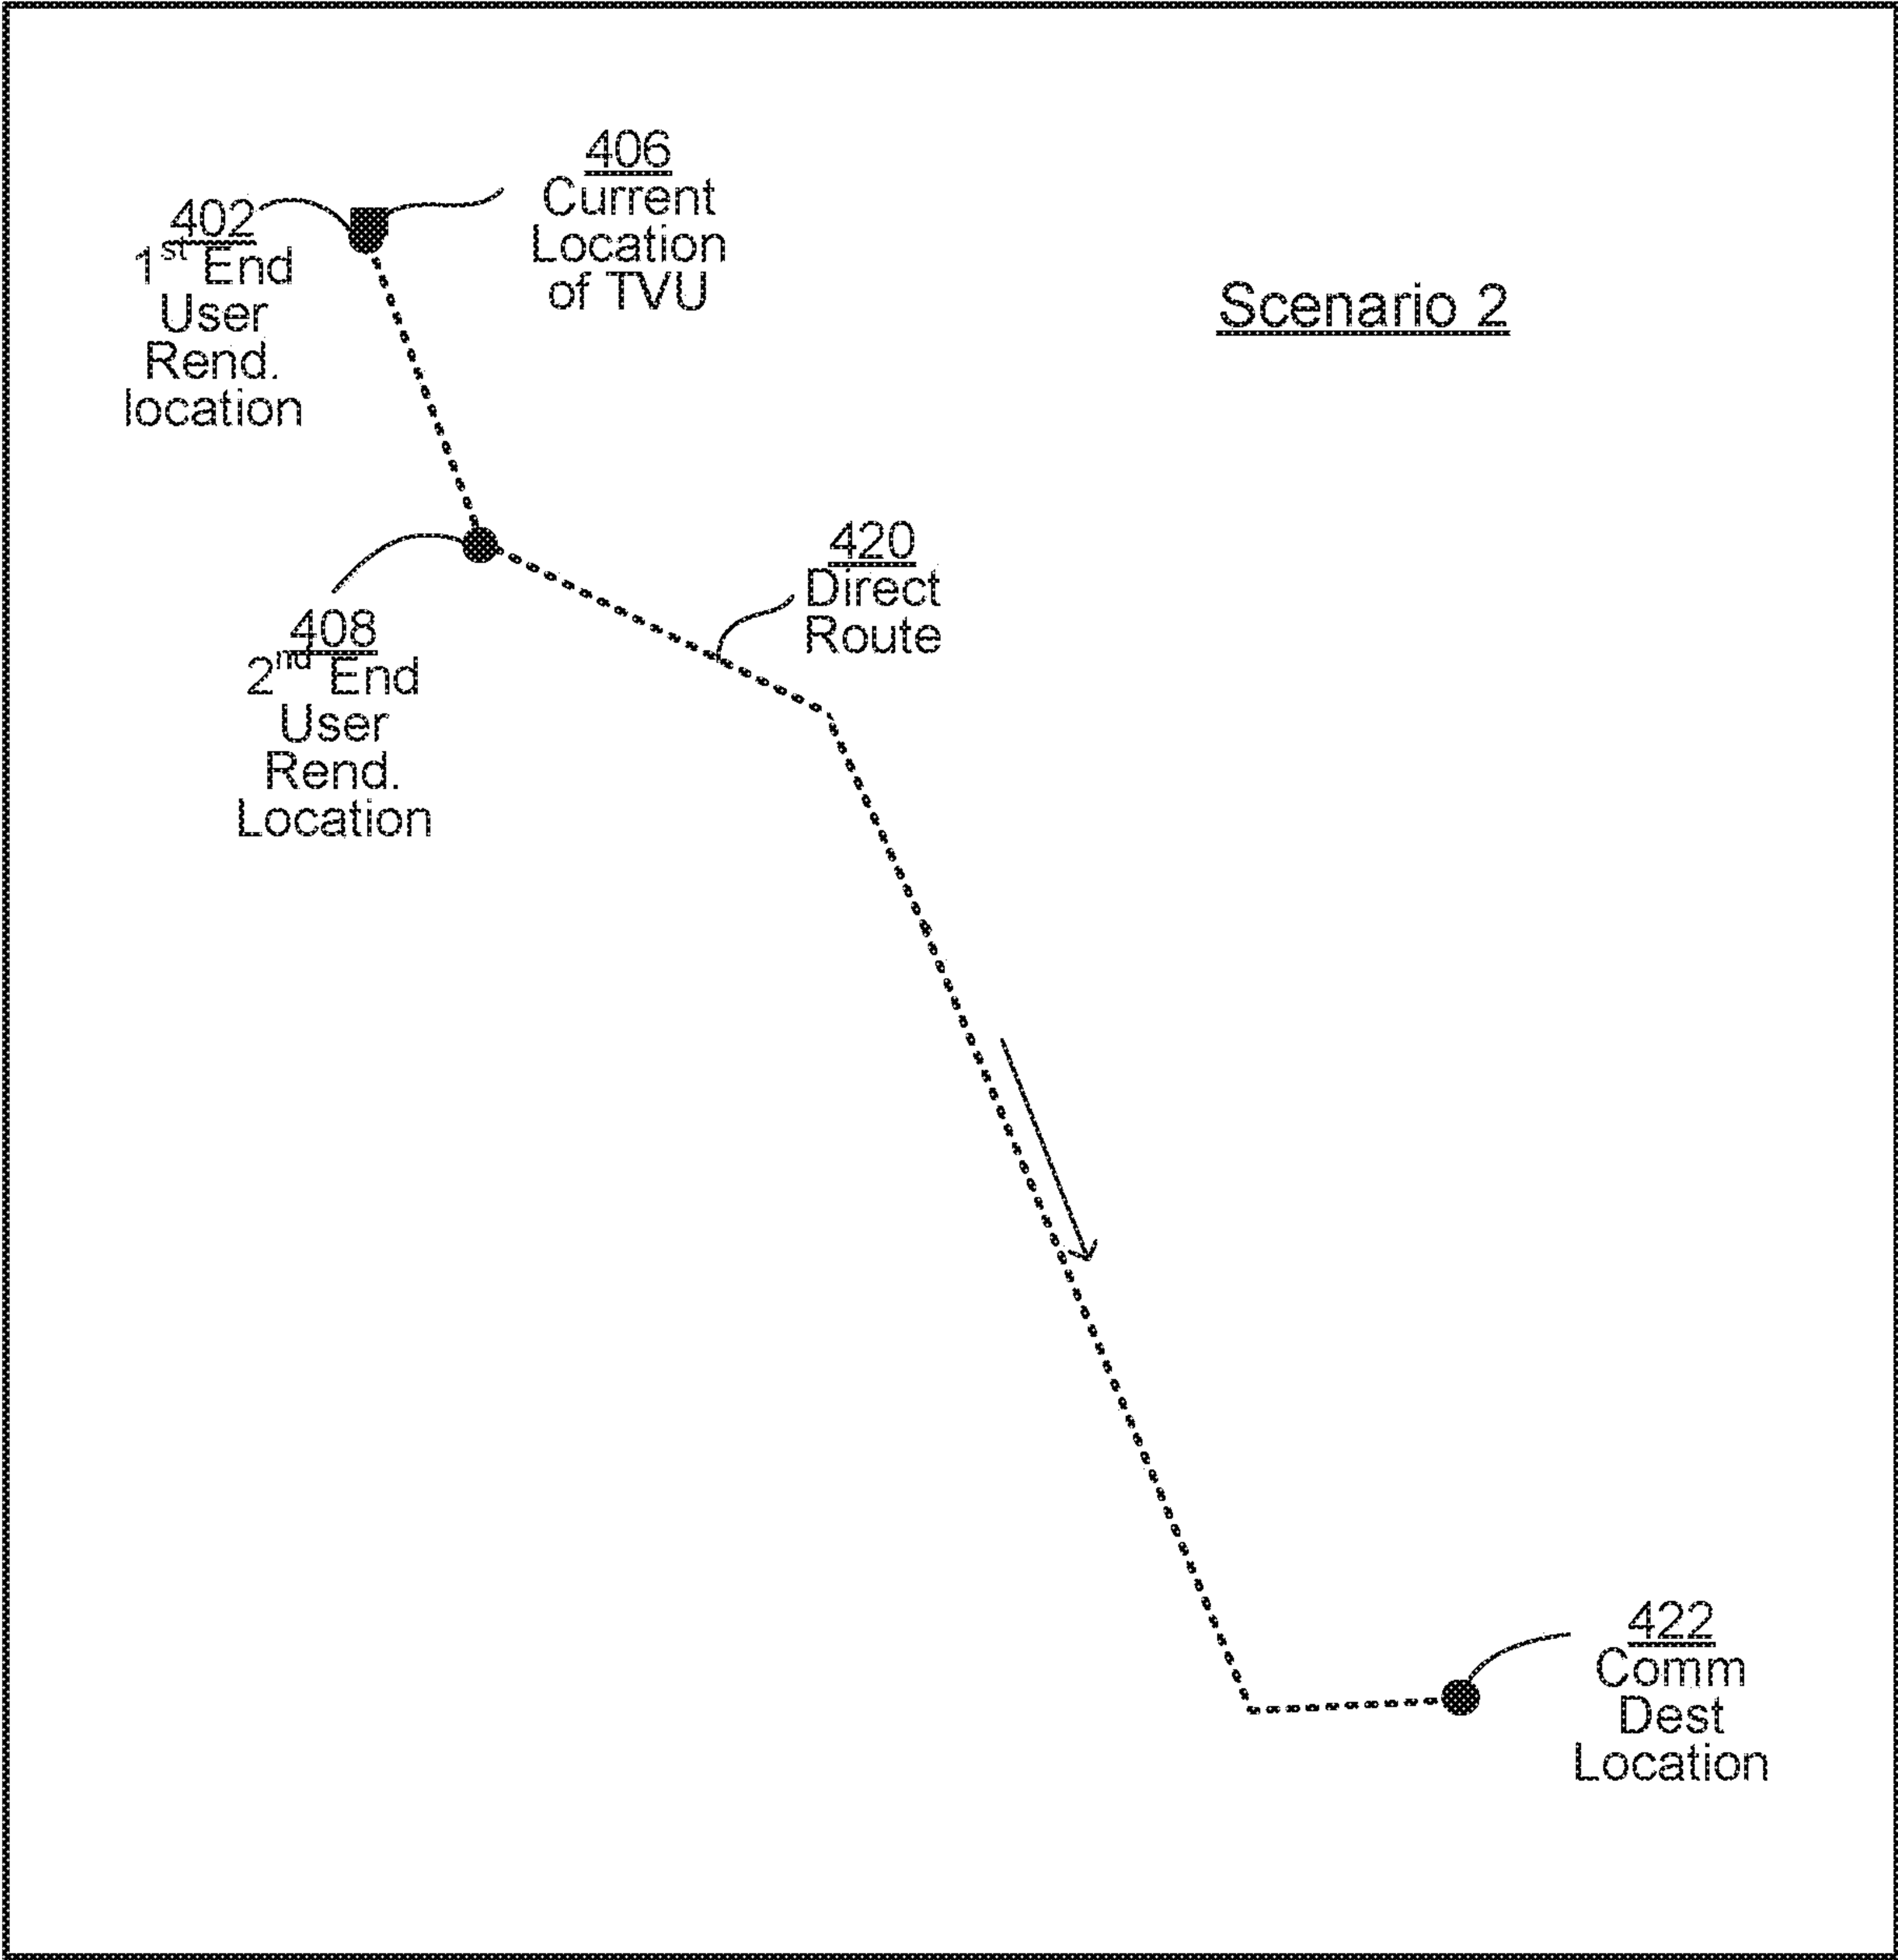 406
Current
Location
of TVU
402
1st End
User
Rend.
location
Scenario 2
420
Direct
Route
408
2nd End
User
Rend.
Location
422
Comm
Dest
Location